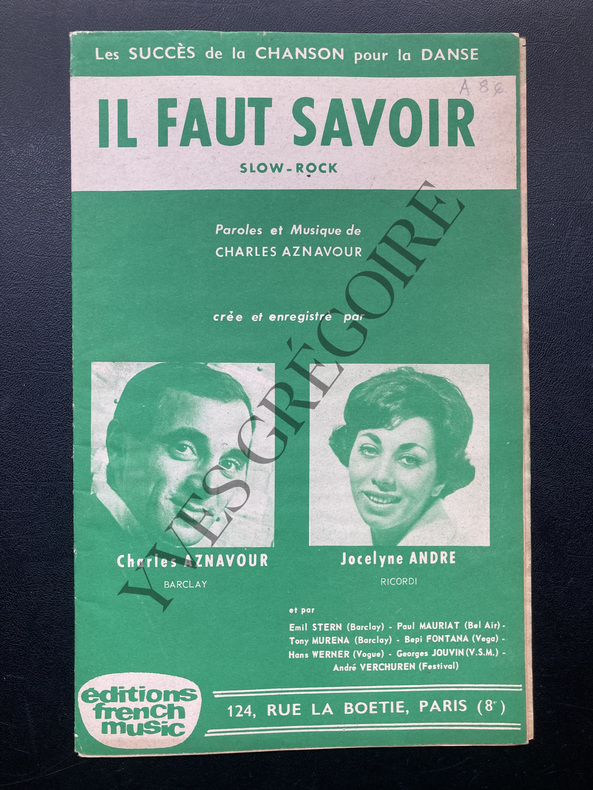 Les SUCCÈS de la CHANSON pour la DANSE
A 8
IL FAUT SAVOIR
SLOW-ROCK
Paroles et Musique de
CHARLES AZNAVOUR
crèe et enregistré par
YVES GRÉGOIRE
Charles AZNAVOUR
BARCLAY
Jocelyne ANDRE
RICORDI
et par
Emil STERN (Barclay) - Paul MAURIAT (Bel Air) -
Tony MURENA (Barclay) - Bepi FONTANA (Vega) -
Hans WERNER (Vogue) - Georges JOUVIN (V.S.M.) -
André VERCHUREN (Festival)
éditions
french
music
124, RUE LA BOETIE, PARIS (8e)